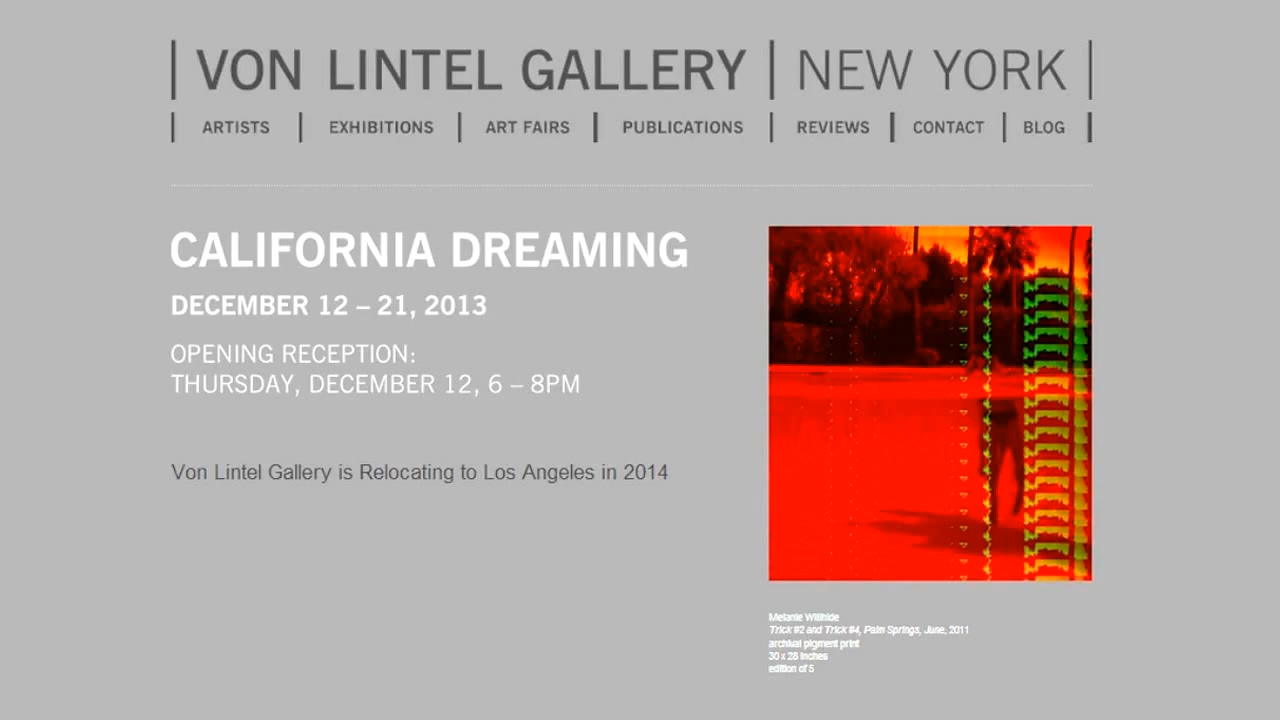 VON LINTEL GALLERY NEW YORK
ARTISTS EXHIBITIONS ART FAIRS PUBLICATIONS REVIEWS CONTACT BLOG
CALIFORNIA DREAMING
DECEMBER 12 – 21, 2013
OPENING RECEPTION:
THURSDAY, DECEMBER 12, 6 – 8PM
Von Lintel Gallery is Relocating to Los Angeles in 2014
Melanie Willhide
Trick #2 and Trick #4, Palm Springs, June, 2011
archival pigment print
30 x 28 inches
edition of 5